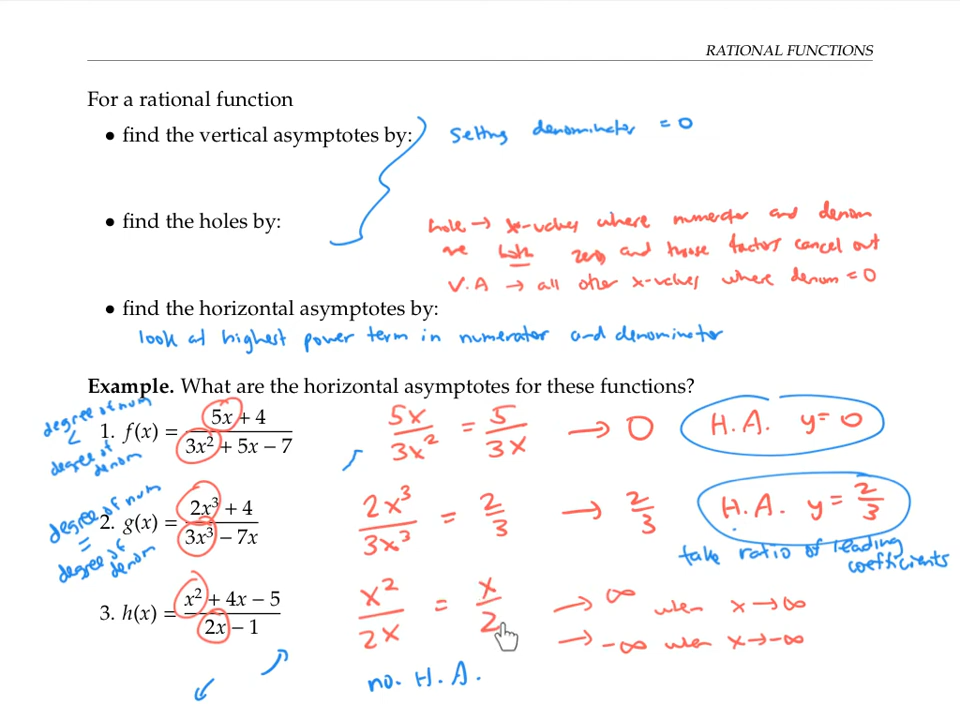 RATIONAL FUNCTIONS
For a rational function
• find the vertical asymptotes by: Setting denominator = 0
• find the holes by:
hole → x-values where numerator and denom
are both zero and those factors cancel out
V.A → all other x-values where denom = 0
• find the horizontal asymptotes by:
look at highest power term in numerator and denominator
Example. What are the horizontal asymptotes for these functions?
degree of num < degree of denom
1. f(x) = (5x + 4)/(3x² + 5x − 7) 5x/3x² = 5/3x → 0 H.A. y = 0
degree of num = degree of denom
2. g(x) = (2x³ + 4)/(3x³ − 7x) 2x³/3x³ = 2/3 → 2/3 H.A. y = 2/3
take ratio of leading
coefficients
3. h(x) = (x² + 4x − 5)/(2x − 1) x²/2x = x/2 → ∞ when x → ∞
→ -∞ when x → -∞
no. H.A.